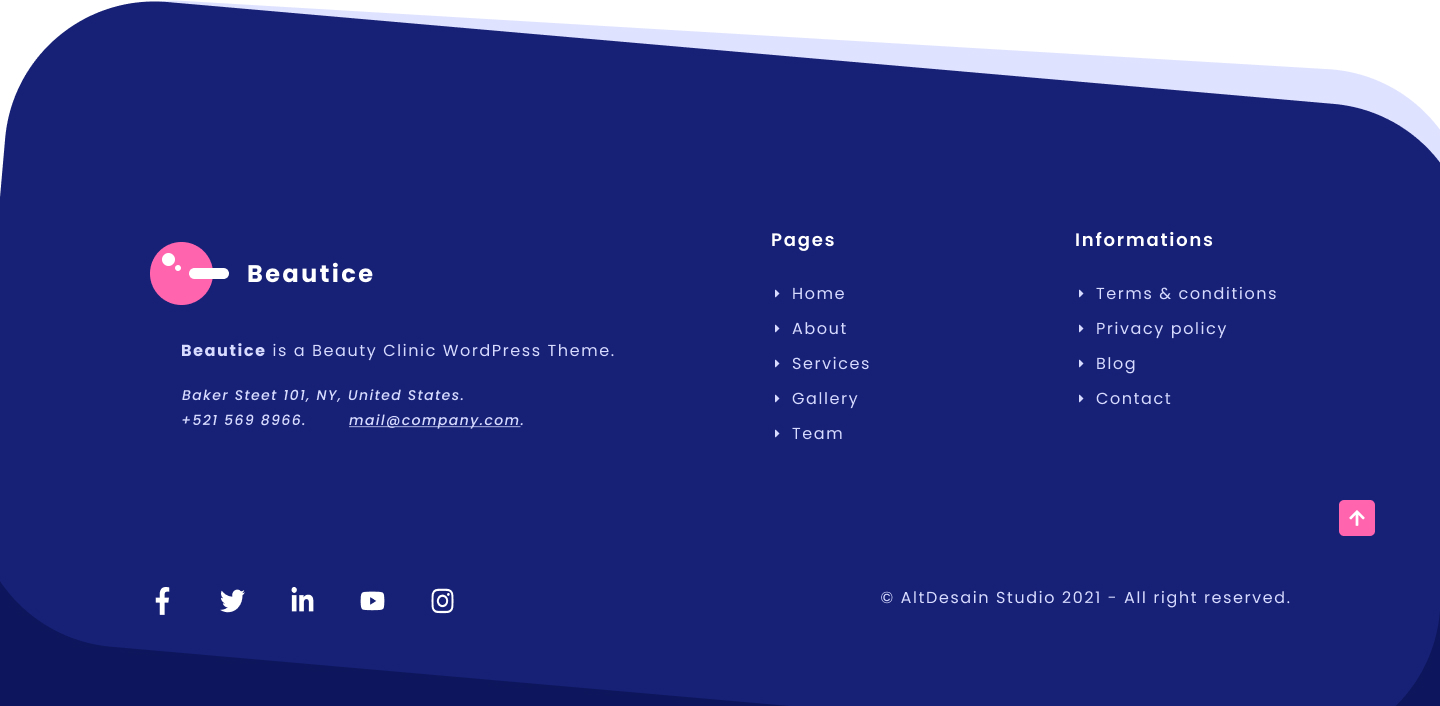 Beautice
Beautice is a Beauty Clinic WordPress Theme.
Baker Steet 101, NY, United States.
+521 569 8966. mail@company.com.
Pages
Home
About
Services
Gallery
Team
Informations
Terms & conditions
Privacy policy
Blog
Contact
© AltDesain Studio 2021 - All right reserved.